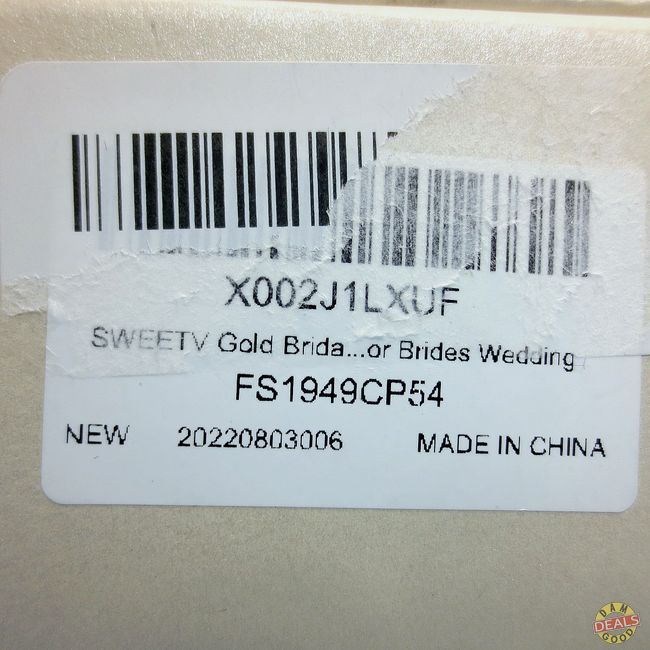 X002J1LXUF
SWEETV Gold Brida...or Brides Wedding
FS1949CP54
NEW 20220803006 MADE IN CHINA
DAM
DEALS
GOOD